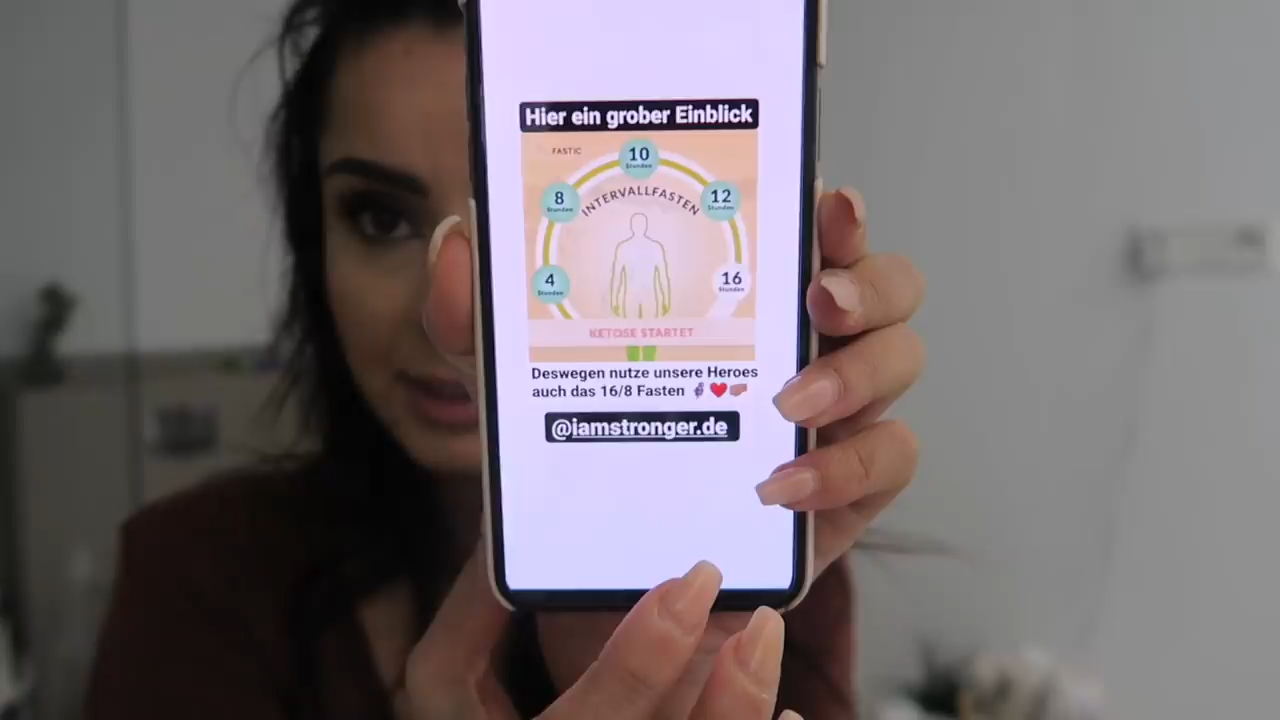 Hier ein grober Einblick
FASTIC
10
Stunden
8
Stunden
12
Stunden
INTERVALLFASTEN
4
Stunden
16
Stunden
KETOSE STARTET
Deswegen nutze unsere Heroes
auch das 16/8 Fasten 
@iamstronger.de